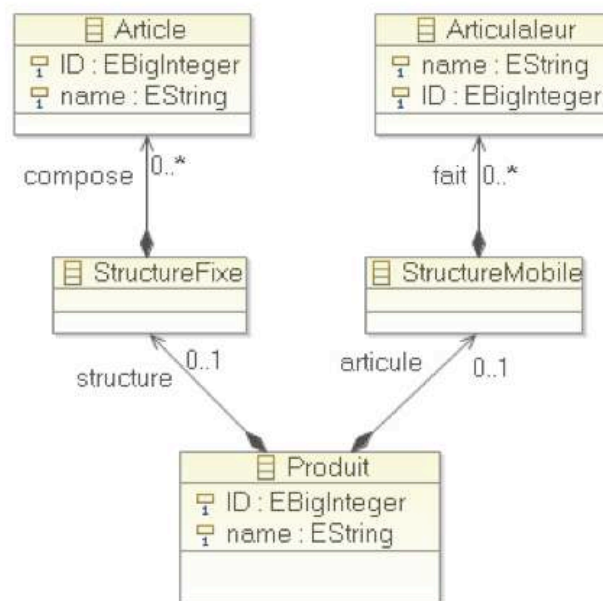 Article
ID : EBigInteger
name : EString
Articulaleur
name : EString
ID : EBigInteger
compose
0..*
fait
0..*
StructureFixe
StructureMobile
structure
0..1
articule
0..1
Produit
ID : EBigInteger
name : EString